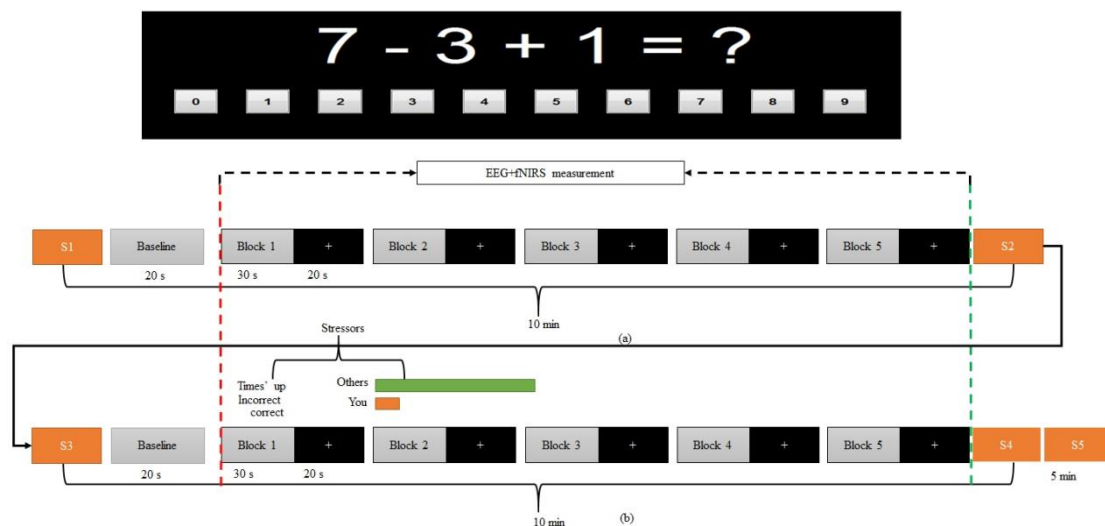 7 - 3 + 1 = ?
0 1 2 3 4 5 6 7 8 9
EEG+fNIRS measurement
S1 Baseline Block 1 + Block 2 + Block 3 + Block 4 + Block 5 + S2
20 s 30 s 20 s
10 min
(a)
Stressors
Times' up
Incorrect
correct
Others
You
S3 Baseline Block 1 + Block 2 + Block 3 + Block 4 + Block 5 + S4 S5
20 s 30 s 20 s 5 min
10 min
(b)